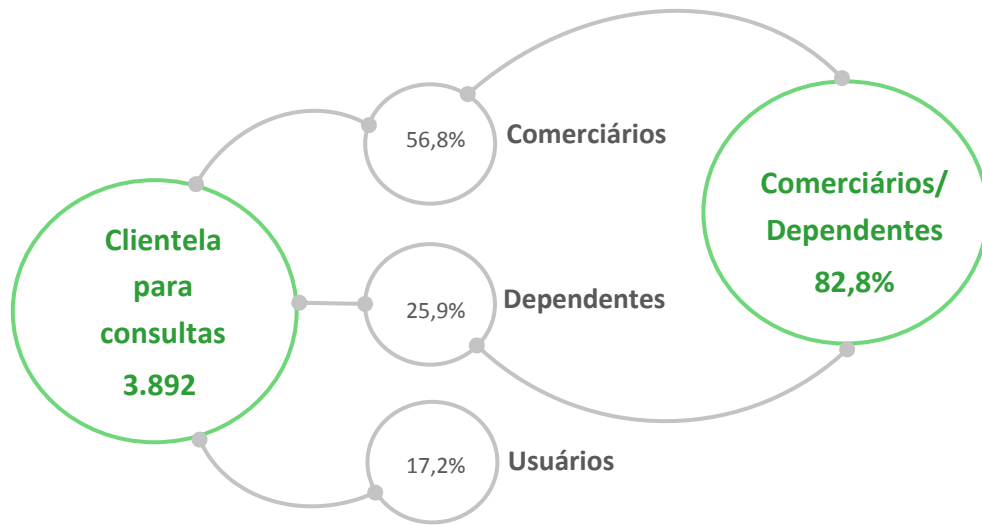 Clientela
para
consultas
3.892
56,8%
Comerciários
25,9%
Dependentes
17,2%
Usuários
Comerciários/
Dependentes
82,8%